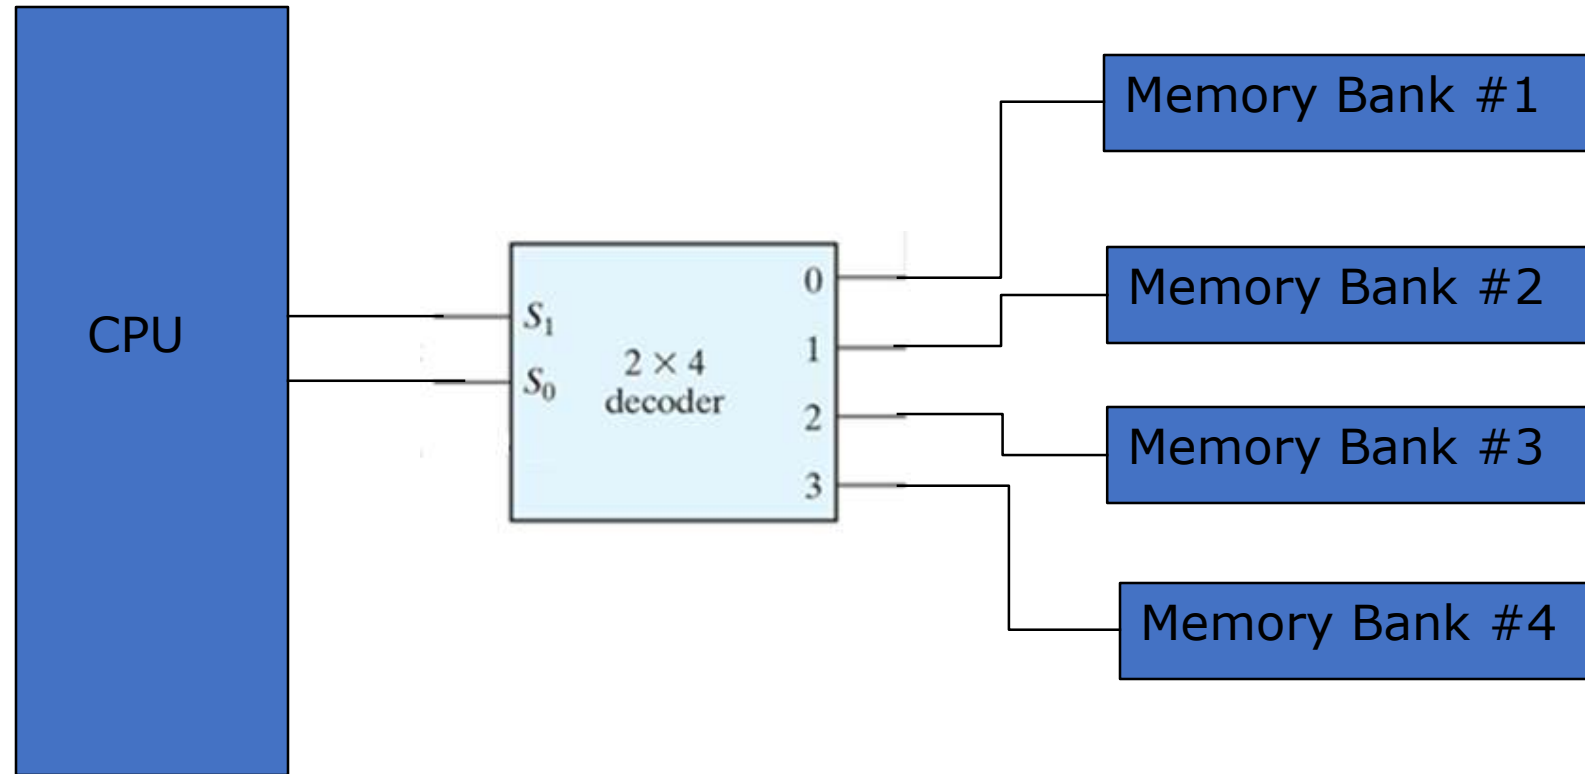 CPU
S₁
S₀
2 × 4
decoder
0
1
2
3
Memory Bank #1
Memory Bank #2
Memory Bank #3
Memory Bank #4